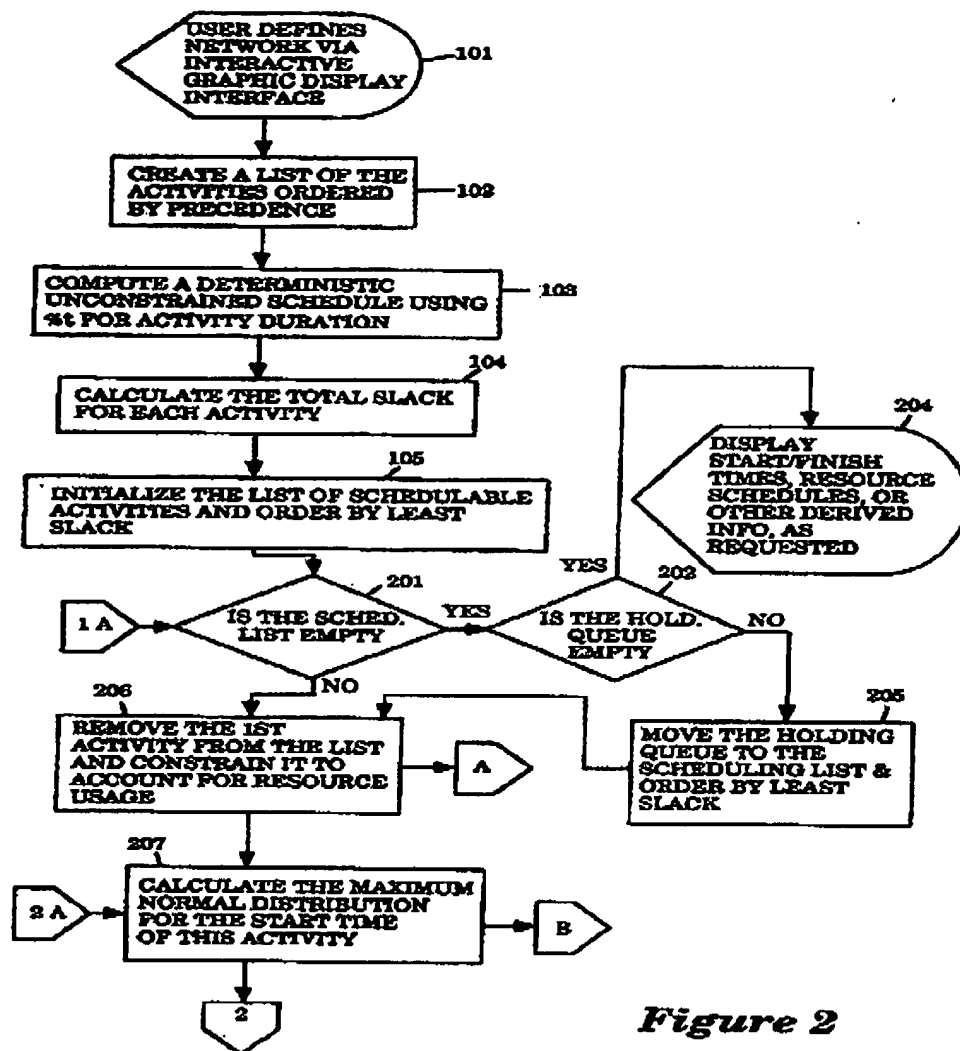 USER DEFINES
NETWORK VIA
INTERACTIVE
GRAPHIC DISPLAY
INTERFACE
101
CREATE A LIST OF THE
ACTIVITIES ORDERED
BY PRECEDENCE
102
COMPUTE A DETERMINISTIC
UNCONSTRAINED SCHEDULE USING
%t FOR ACTIVITY DURATION
103
104
CALCULATE THE TOTAL SLACK
FOR EACH ACTIVITY
105
INITIALIZE THE LIST OF SCHEDULABLE
ACTIVITIES AND ORDER BY LEAST
SLACK
204
DISPLAY
START/FINISH
TIMES, RESOURCE
SCHEDULES, OR
OTHER DERIVED
INFO, AS
REQUESTED
1 A
201
IS THE SCHED.
LIST EMPTY
YES
YES
202
IS THE HOLD.
QUEUE
EMPTY
NO
NO
206
REMOVE THE 1ST
ACTIVITY FROM THE LIST
AND CONSTRAIN IT TO
ACCOUNT FOR RESOURCE
USAGE
A
205
MOVE THE HOLDING
QUEUE TO THE
SCHEDULING LIST &
ORDER BY LEAST
SLACK
207
2 A
CALCULATE THE MAXIMUM
NORMAL DISTRIBUTION
FOR THE START TIME
OF THIS ACTIVITY
B
2
Figure 2